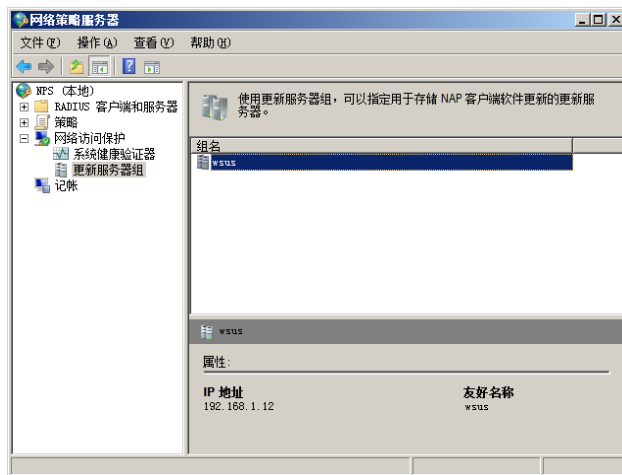 网络策略服务器
文件(F) 操作(A) 查看(V) 帮助(H)
NPS (本地)
RADIUS 客户端和服务器
策略
网络访问保护
系统健康验证器
更新服务器组
记帐
使用更新服务器组，可以指定用于存储 NAP 客户端软件更新的更新服
务器。
组名
wsus
wsus
属性:
IP 地址 友好名称
192.168.1.12 wsus